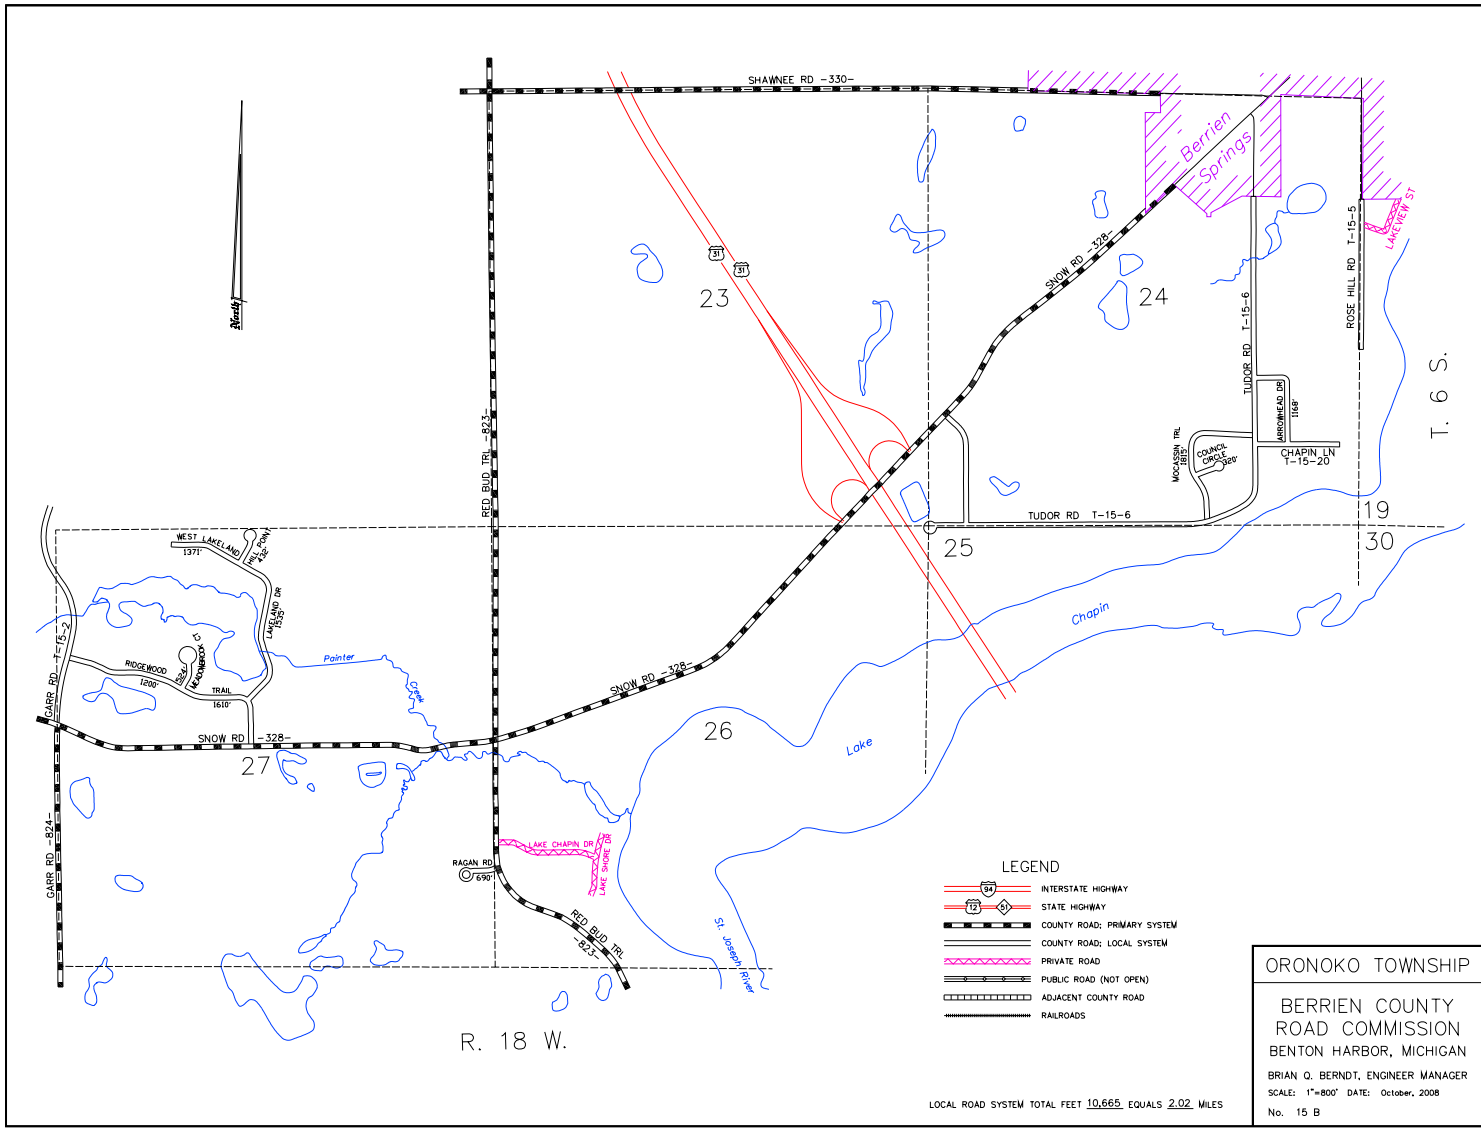 SHAWNEE RD -330-
Berrien
Springs
LAKEVIEW ST
ROSE HILL RD T-15-5
North
31
31
23
SNOW RD -328-
24
TUDOR RD T-15-6
T. 6 S.
RED BUD TRL -823-
ARROWHEAD DR
1168'
MOCASSIN TRL
1815'
COUNCIL
CIRCLE
320'
CHAPIN LN
T-15-20
TUDOR RD T-15-6
19
30
25
WEST LAKELAND
1371'
HILL POINT
432'
LAKELAND DR
1535'
GARR RD T-15-2
RIDGEWOOD
1200'
524'
MEADOWBROOK
CT
TRAIL
1610'
Painter
Creek
Chapin
SNOW RD -328-
SNOW RD -328-
26
27
Lake
GARR RD -824-
LAKE CHAPIN DR
LAKE SHORE DR
RAGAN RD
690'
RED BUD TRL
-823-
St. Joseph River
R. 18 W.
LEGEND
94 INTERSTATE HIGHWAY
12 51 STATE HIGHWAY
COUNTY ROAD; PRIMARY SYSTEM
COUNTY ROAD; LOCAL SYSTEM
PRIVATE ROAD
PUBLIC ROAD (NOT OPEN)
ADJACENT COUNTY ROAD
RAILROADS
LOCAL ROAD SYSTEM TOTAL FEET 10,665 EQUALS 2.02 MILES
ORONOKO TOWNSHIP
BERRIEN COUNTY
ROAD COMMISSION
BENTON HARBOR, MICHIGAN
BRIAN Q. BERNDT, ENGINEER MANAGER
SCALE: 1"=800' DATE: October, 2008
No. 15 B